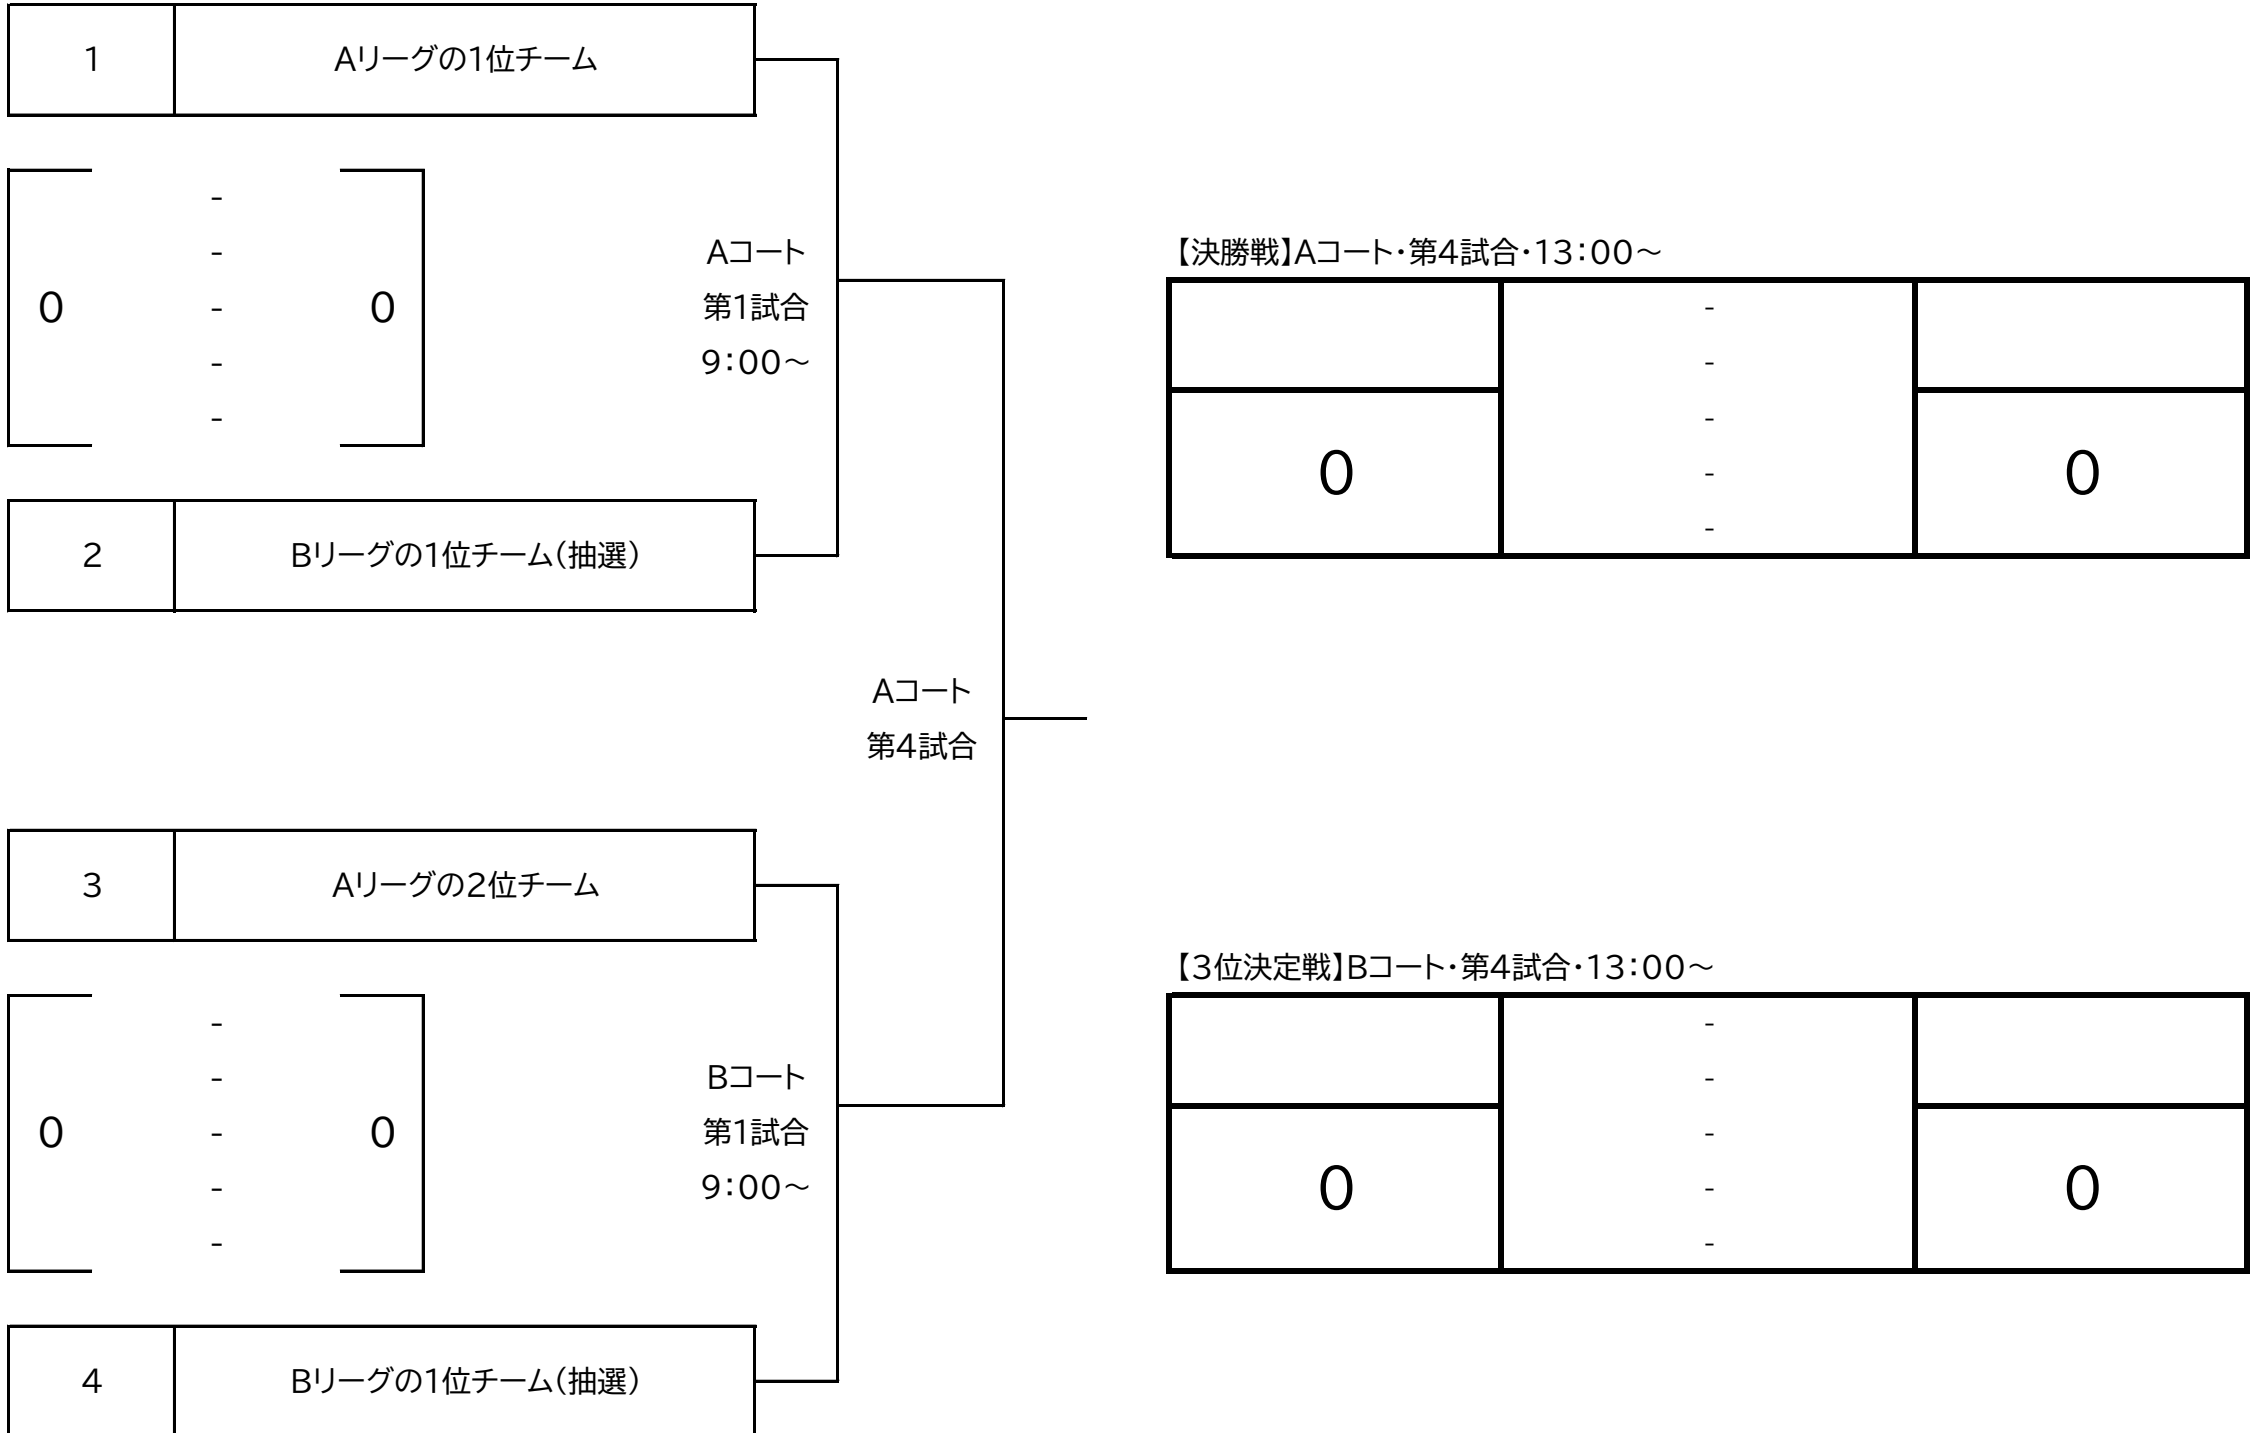 1
Aリーグの1位チーム
-
-
0 - 0
-
-
Aコート
第1試合
9:00～
2
Bリーグの1位チーム(抽選)
Aコート
第4試合
3
Aリーグの2位チーム
-
-
0 - 0
-
-
Bコート
第1試合
9:00～
4
Bリーグの1位チーム(抽選)
【決勝戦】Aコート・第4試合・13:00～
-
-
-
0 - 0
-
【3位決定戦】Bコート・第4試合・13:00～
-
-
-
0 - 0
-